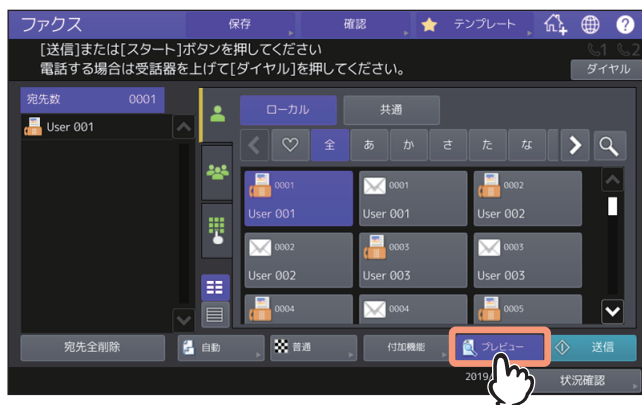 ファクス 保存 確認 テンプレート ?
[送信]または[スタート]ボタンを押してください
電話する場合は受話器を上げて[ダイヤル]を押してください。
1 2
ダイヤル
宛先数 0001
User 001
ローカル 共通
全 あ か さ た な
0001 0001 0002
User 001 User 001 User 002
0002 0003 0003
User 002 User 003 User 003
0004 0004 0005
宛先全削除 自動 普通 付加機能 プレビュー 送信
2019/
状況確認